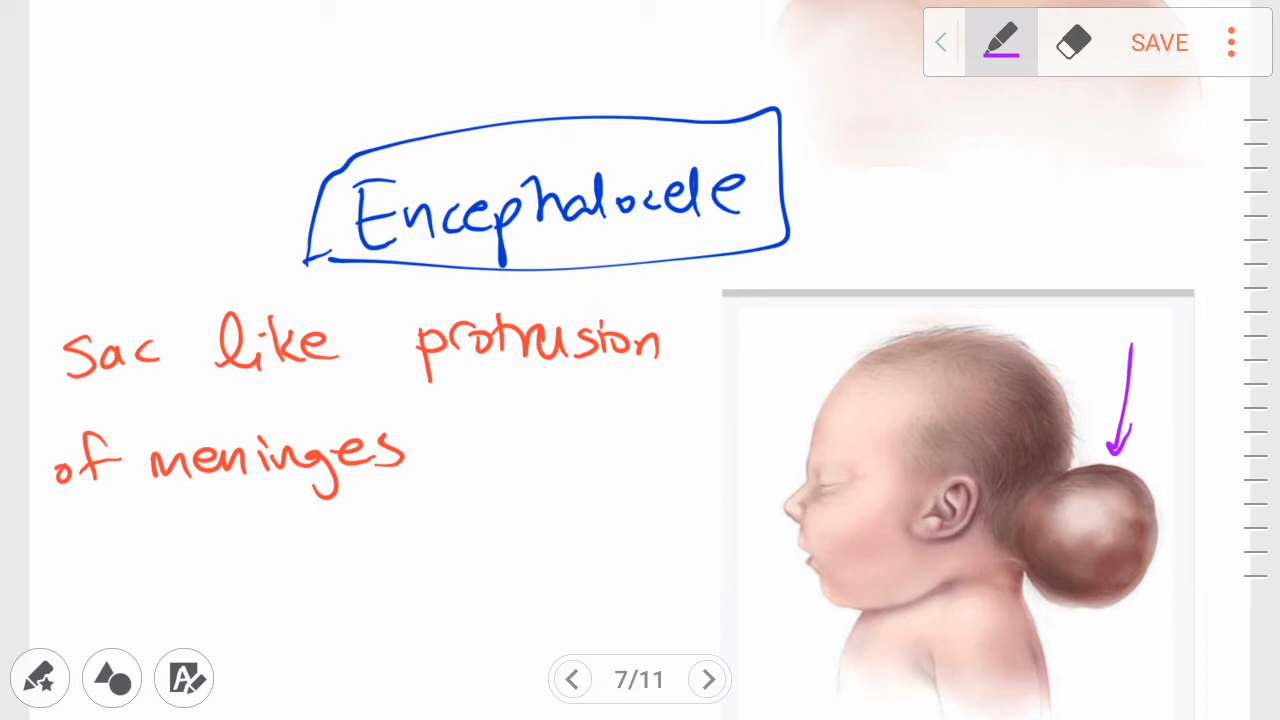 SAVE
Encephalocele
Sac like protrusion
of meninges
7/11